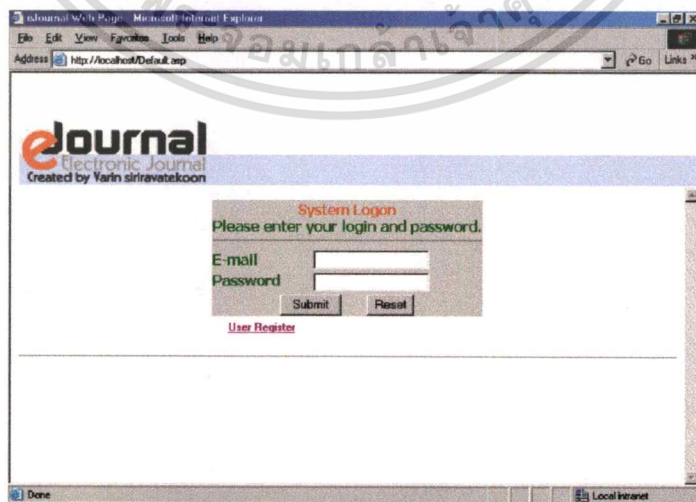 eJournal Web Page - Microsoft Internet Explorer
File Edit View Favorites Tools Help
Address http://localhost/Default.asp Go Links »
eJournal
Electronic Journal
Created by Varin siriravatekoon
System Logon
Please enter your login and password.
E-mail
Password
Submit Reset
User Register
Done Local intranet